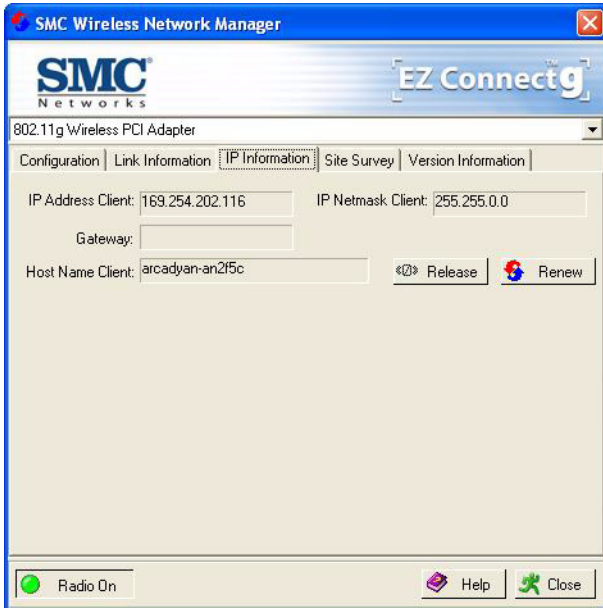 SMC Wireless Network Manager
SMC®
Networks
EZ Connect™ g
802.11g Wireless PCI Adapter
Configuration Link Information IP Information Site Survey Version Information
IP Address Client: 169.254.202.116 IP Netmask Client: 255.255.0.0
Gateway:
Host Name Client: arcadyan-an2f5c Release Renew
Radio On Help Close